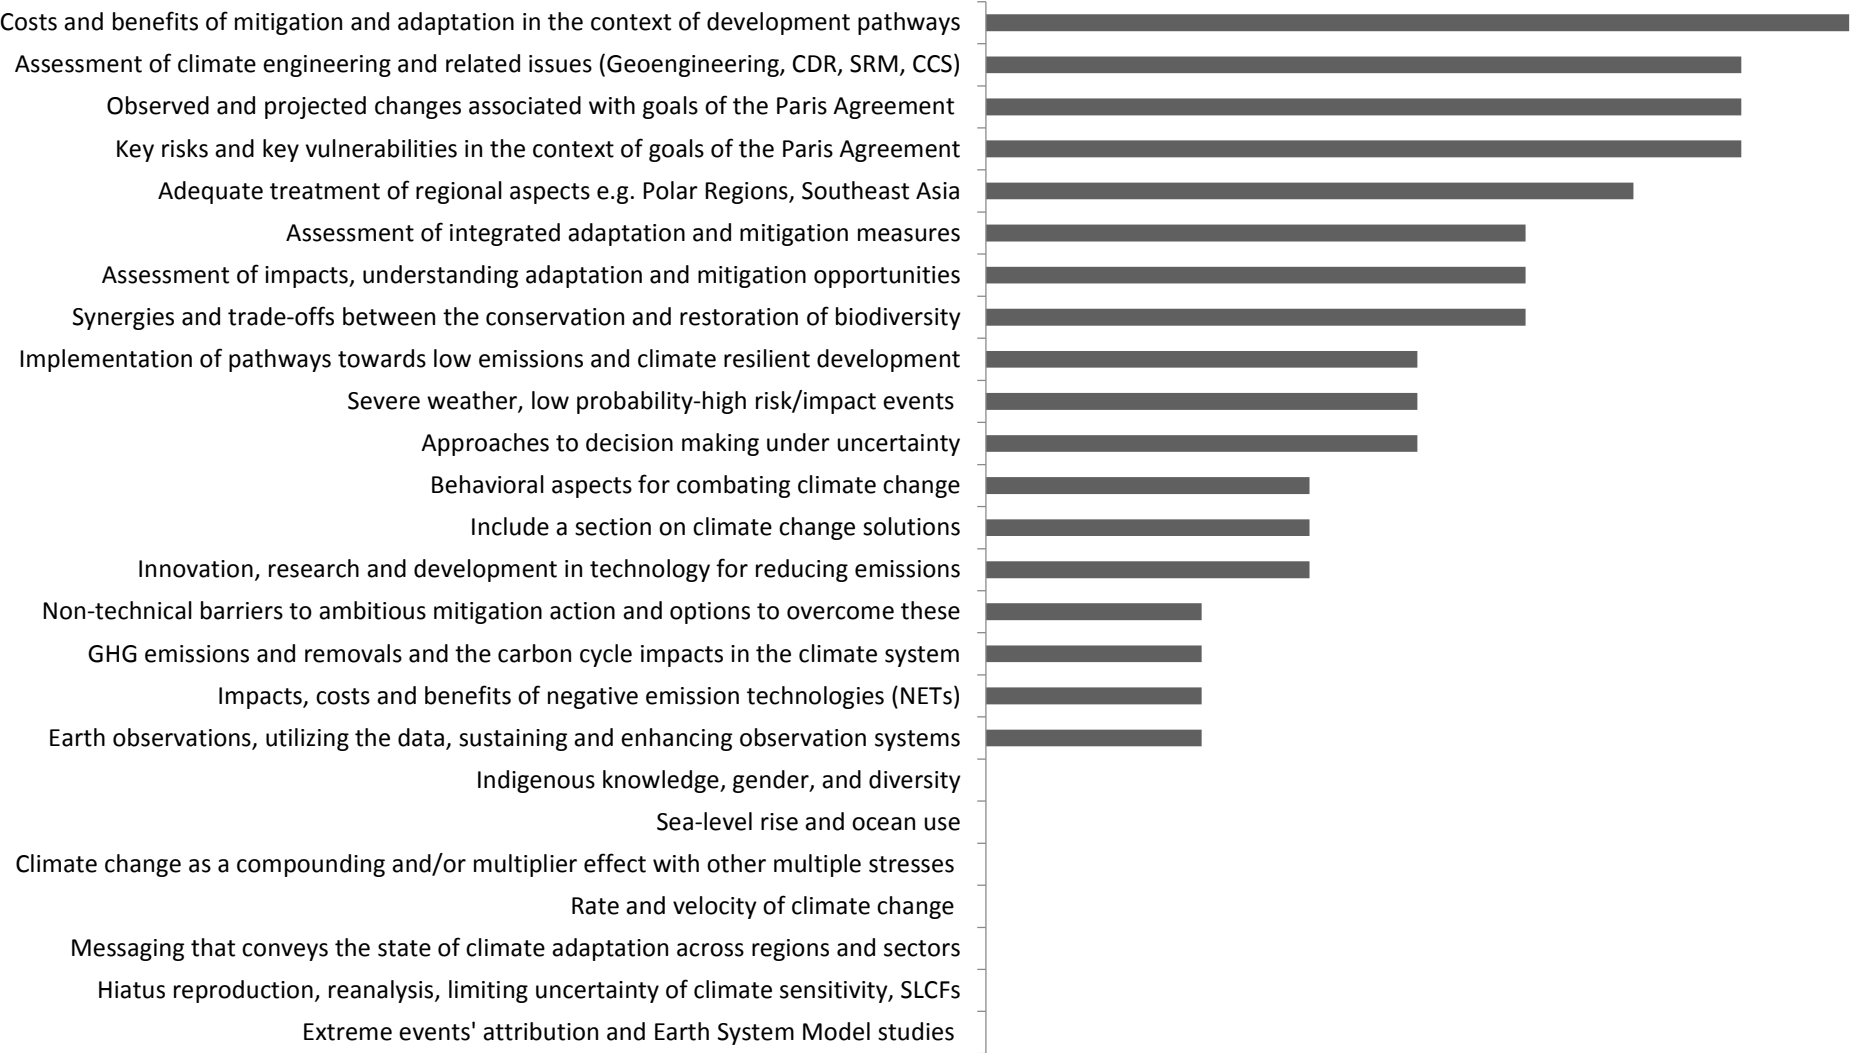 Costs and benefits of mitigation and adaptation in the context of development pathways
Assessment of climate engineering and related issues (Geoengineering, CDR, SRM, CCS)
Observed and projected changes associated with goals of the Paris Agreement
Key risks and key vulnerabilities in the context of goals of the Paris Agreement
Adequate treatment of regional aspects e.g. Polar Regions, Southeast Asia
Assessment of integrated adaptation and mitigation measures
Assessment of impacts, understanding adaptation and mitigation opportunities
Synergies and trade-offs between the conservation and restoration of biodiversity
Implementation of pathways towards low emissions and climate resilient development
Severe weather, low probability-high risk/impact events
Approaches to decision making under uncertainty
Behavioral aspects for combating climate change
Include a section on climate change solutions
Innovation, research and development in technology for reducing emissions
Non-technical barriers to ambitious mitigation action and options to overcome these
GHG emissions and removals and the carbon cycle impacts in the climate system
Impacts, costs and benefits of negative emission technologies (NETs)
Earth observations, utilizing the data, sustaining and enhancing observation systems
Indigenous knowledge, gender, and diversity
Sea-level rise and ocean use
Climate change as a compounding and/or multiplier effect with other multiple stresses
Rate and velocity of climate change
Messaging that conveys the state of climate adaptation across regions and sectors
Hiatus reproduction, reanalysis, limiting uncertainty of climate sensitivity, SLCFs
Extreme events' attribution and Earth System Model studies